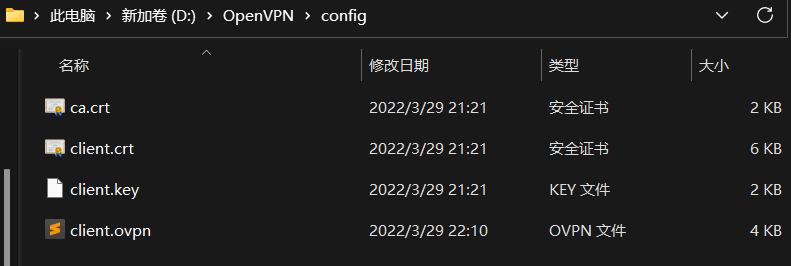 此电脑 > 新加卷 (D:) > OpenVPN > config
名称 修改日期 类型 大小
ca.crt 2022/3/29 21:21 安全证书 2 KB
client.crt 2022/3/29 21:21 安全证书 6 KB
client.key 2022/3/29 21:21 KEY 文件 2 KB
client.ovpn 2022/3/29 22:10 OVPN 文件 4 KB